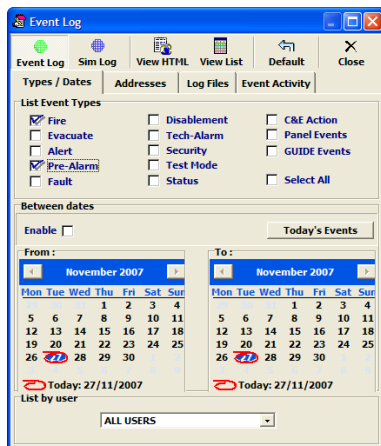 Event Log
Event Log Sim Log View HTML View List Default Close
Types / Dates Addresses Log Files Event Activity
List Event Types
Fire Disablement C&E Action
Evacuate Tech-Alarm Panel Events
Alert Security GUIDE Events
Pre-Alarm Test Mode
Fault Status Select All
Between dates
Enable Today's Events
From : To :
November 2007 November 2007
Mon Tue Wed Thu Fri Sat Sun Mon Tue Wed Thu Fri Sat Sun
1 2 3 4 1 2 3 4
5 6 7 8 9 10 11 5 6 7 8 9 10 11
12 13 14 15 16 17 18 12 13 14 15 16 17 18
19 20 21 22 23 24 25 19 20 21 22 23 24 25
26 27 28 29 30 26 27 28 29 30
Today: 27/11/2007 Today: 27/11/2007
List by user
ALL USERS